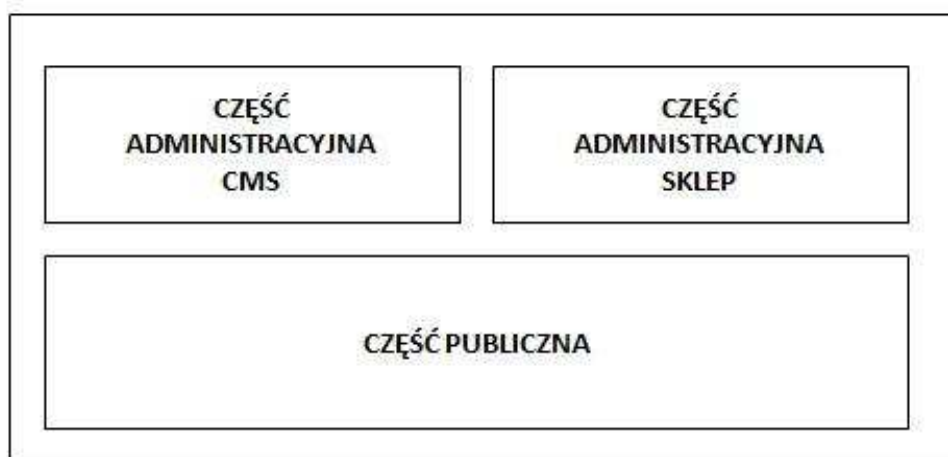 CZĘŚĆ
ADMINISTRACYJNA
CMS
CZĘŚĆ
ADMINISTRACYJNA
SKLEP
CZĘŚĆ PUBLICZNA